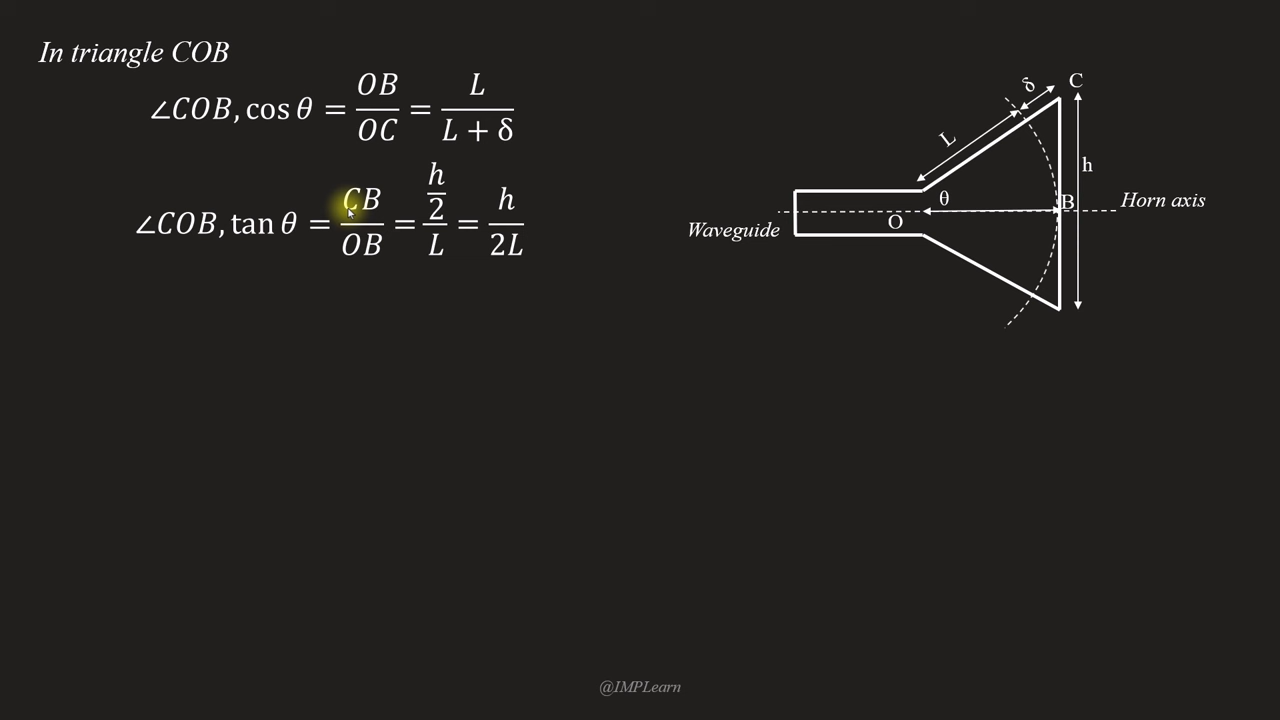 In triangle COB
∠COB, cos θ = OB/OC = L/(L + δ)
∠COB, tan θ = CB/OB = (h/2)/L = h/2L
δ
C
L
h
θ
B
Horn axis
O
Waveguide
@IMPLearn